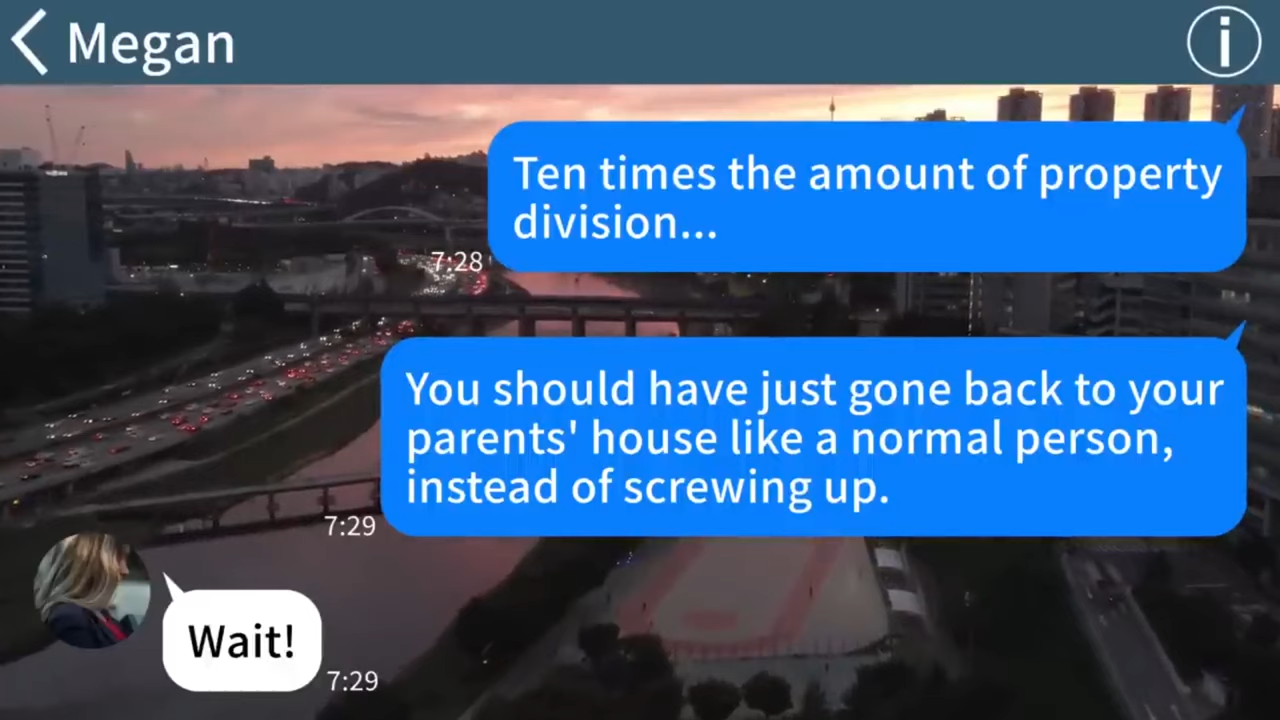 Megan
i
Ten times the amount of property
division...
7:28
You should have just gone back to your
parents' house like a normal person,
instead of screwing up.
7:29
Wait!
7:29